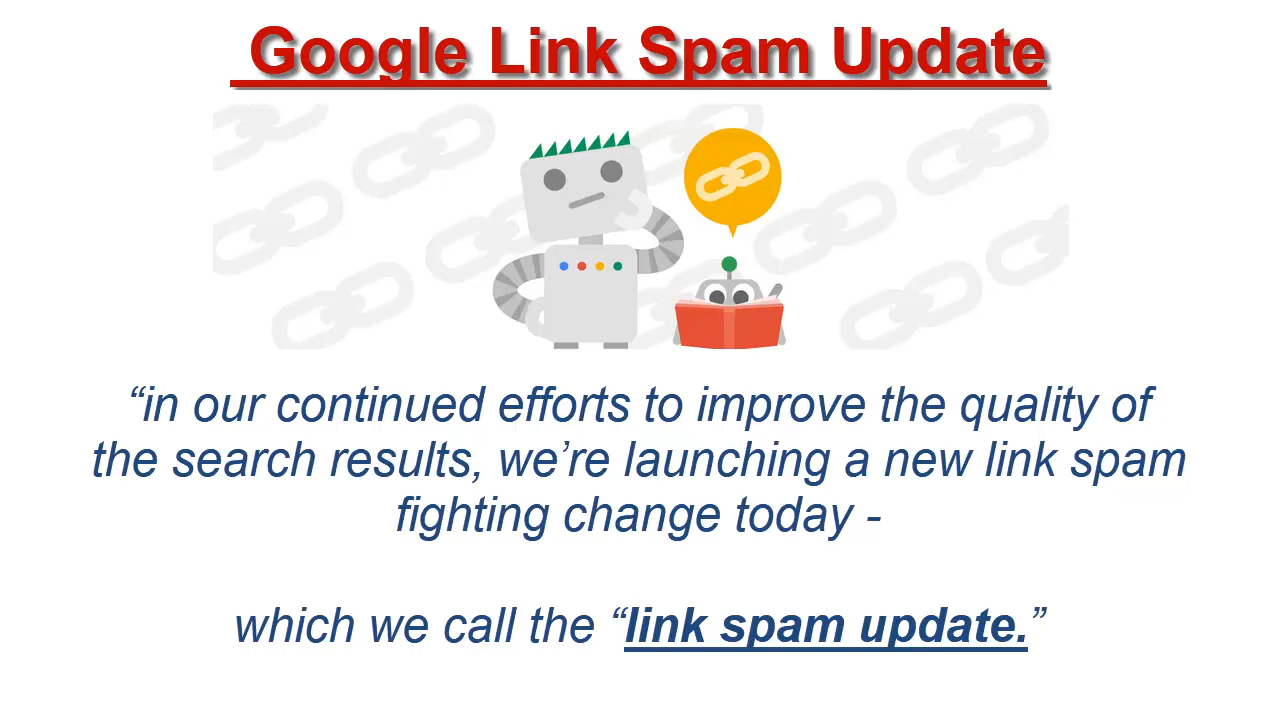 Google Link Spam Update
“in our continued efforts to improve the quality of
the search results, we’re launching a new link spam
fighting change today -
which we call the “link spam update.”